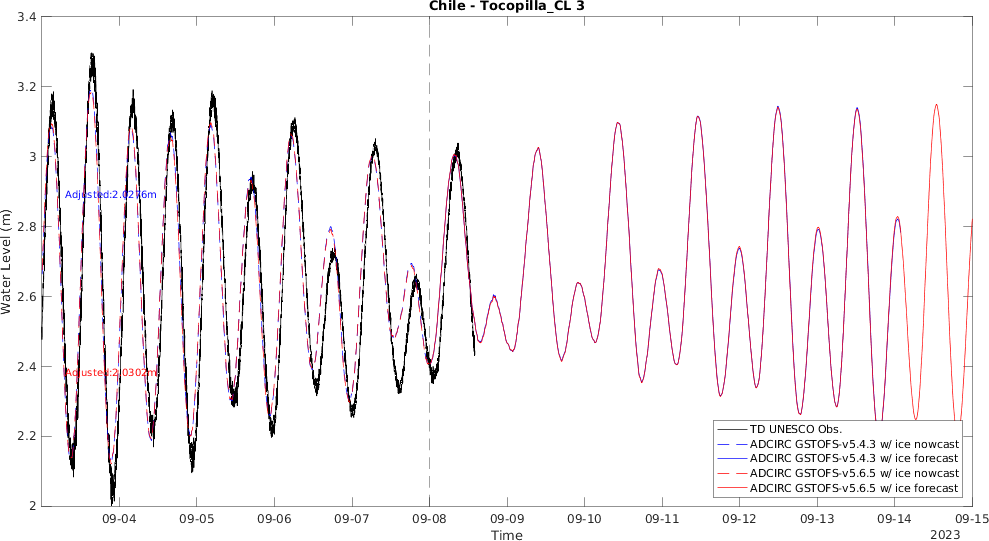 Chile - Tocopilla_CL 3
3.4
3.2
3
2.8
2.6
2.4
2.2
2
Water Level (m)
Adjusted:2.0276m
Adjusted:2.0302m
TD UNESCO Obs.
ADCIRC GSTOFS-v5.4.3 w/ ice nowcast
ADCIRC GSTOFS-v5.4.3 w/ ice forecast
ADCIRC GSTOFS-v5.6.5 w/ ice nowcast
ADCIRC GSTOFS-v5.6.5 w/ ice forecast
09-04 09-05 09-06 09-07 09-08 09-09 09-10 09-11 09-12 09-13 09-14 09-15
Time
2023